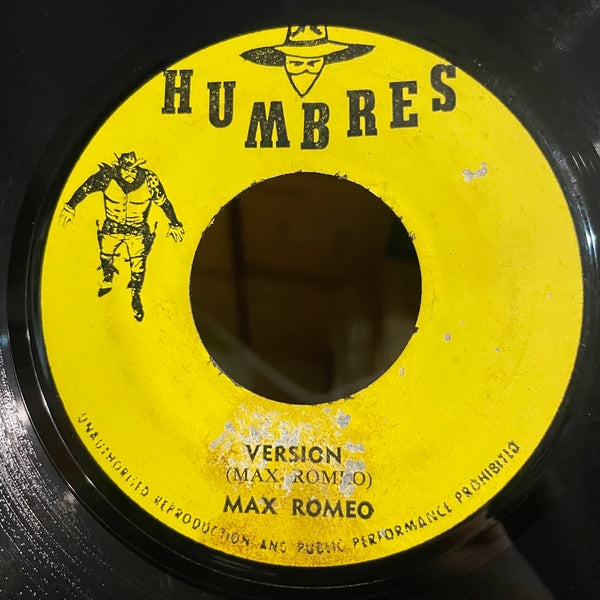 HUMBRES
VERSION
(MAX, ROMEO)
MAX ROMEO
UNAUTHORIZED REPRODUCTION AND PUBLIC PERFORMANCE PROHIBITED